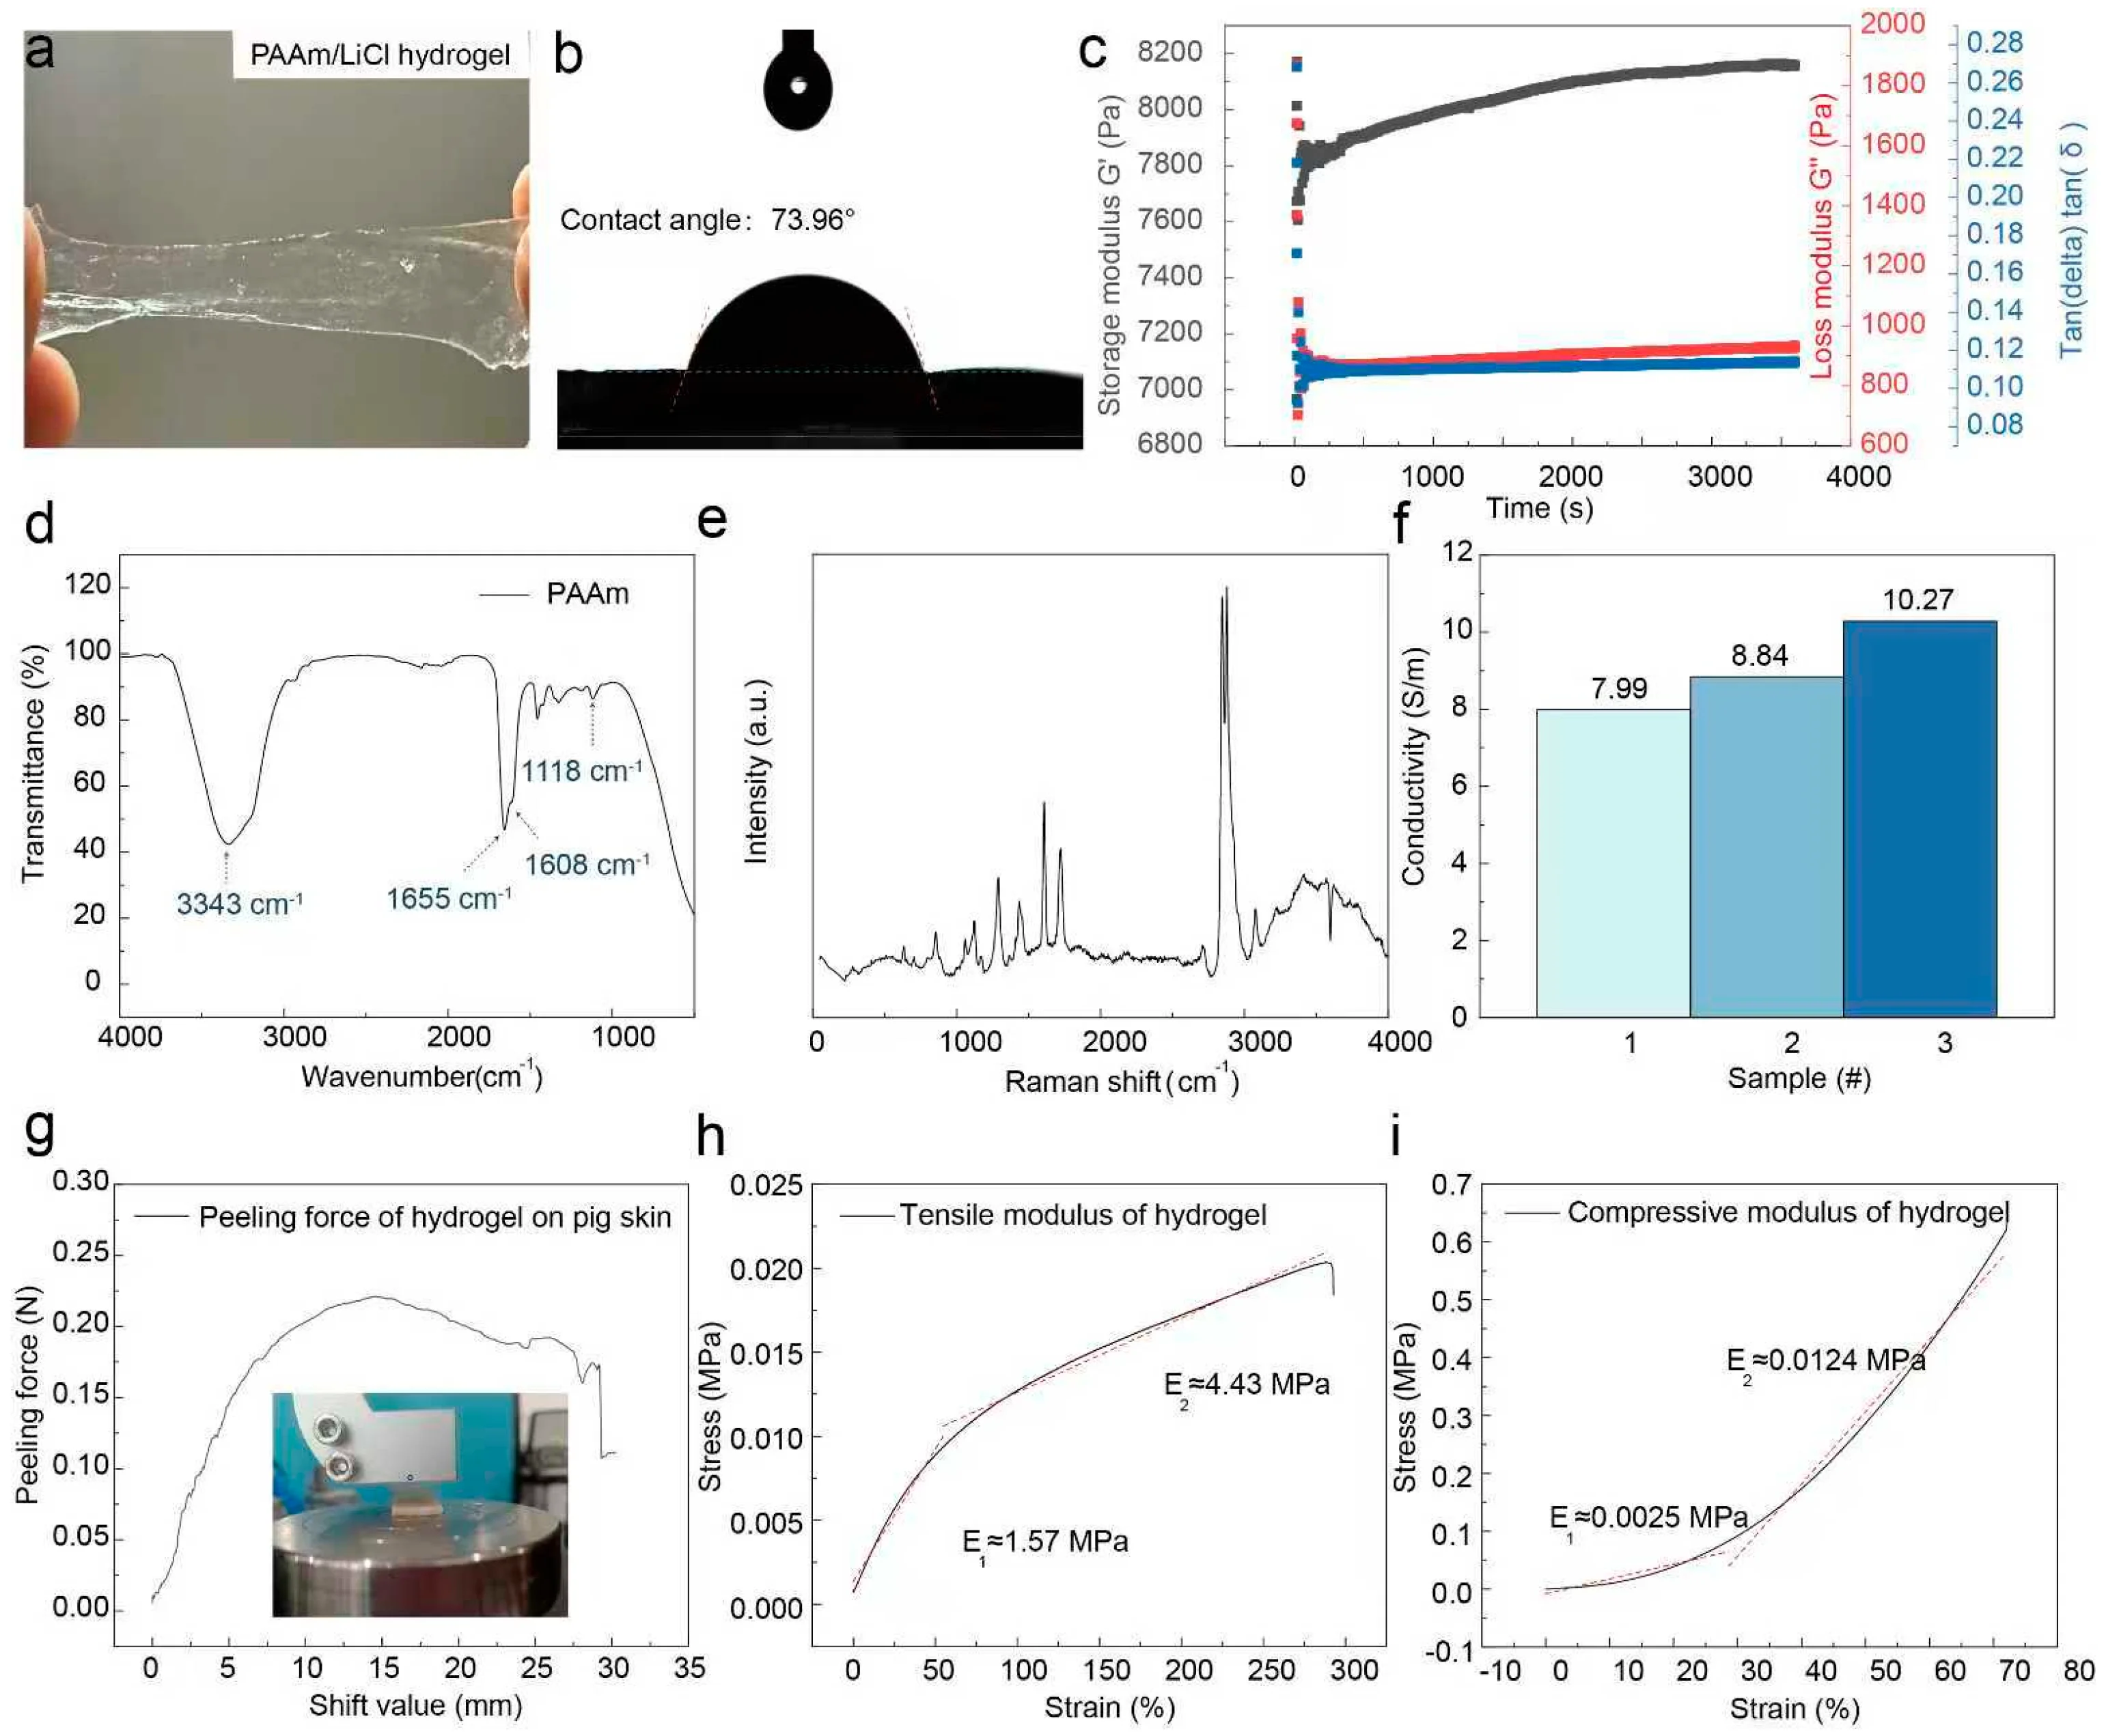 a
PAAm/LiCl hydrogel
b
Contact angle: 73.96°
c
Storage modulus G' (Pa)
8200
8000
7800
7600
7400
7200
7000
6800
2000
1800
1600
1400
1200
1000
800
600
Loss modulus G" (Pa)
0.28
0.26
0.24
0.22
0.20
0.18
0.16
0.14
0.12
0.10
0.08
Tan(delta) tan( δ )
0 1000 2000 3000 4000
Time (s)
d
PAAm
Transmittance (%)
120
100
80
60
40
20
0
3343 cm-1
1655 cm-1
1608 cm-1
1118 cm-1
4000 3000 2000 1000
Wavenumber(cm-1)
e
Intensity (a.u.)
0 1000 2000 3000 4000
Raman shift (cm-1)
f
Conductivity (S/m)
12
10
8
6
4
2
0
7.99
8.84
10.27
1 2 3
Sample (#)
g
Peeling force of hydrogel on pig skin
Peeling force (N)
0.30
0.25
0.20
0.15
0.10
0.05
0.00
0 5 10 15 20 25 30 35
Shift value (mm)
h
Tensile modulus of hydrogel
Stress (MPa)
0.025
0.020
0.015
0.010
0.005
0.000
E2≈4.43 MPa
E1≈1.57 MPa
0 50 100 150 200 250 300
Strain (%)
i
Compressive modulus of hydrogel
Stress (MPa)
0.7
0.6
0.5
0.4
0.3
0.2
0.1
0.0
-0.1
E2≈0.0124 MPa
E1≈0.0025 MPa
-10 0 10 20 30 40 50 60 70 80
Strain (%)